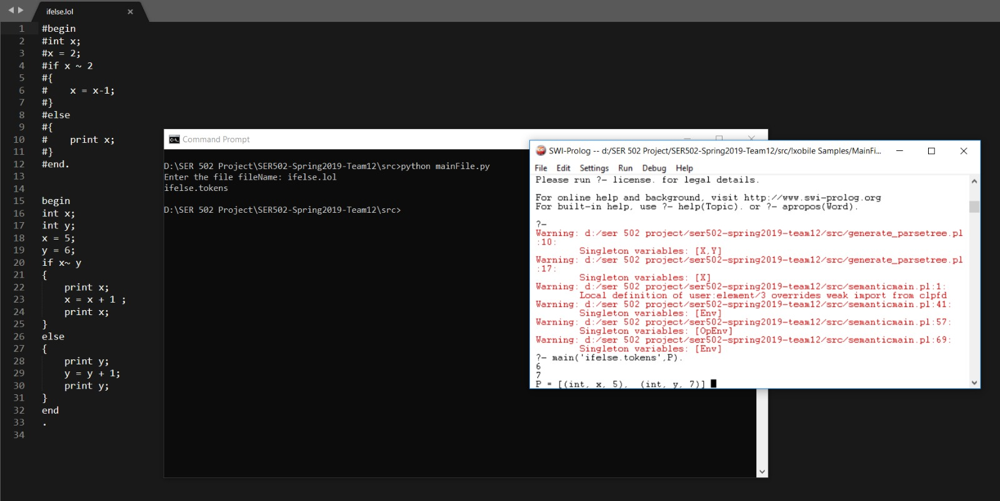 ifelse.lol
1 #begin
2 #int x;
3 #x = 2;
4 #if x ~ 2
5 #{
6 #    x = x-1;
7 #}
8 #else
9 #{
10 #    print x;
11 #}
12 #end.
13
14
15 begin
16 int x;
17 int y;
18 x = 5;
19 y = 6;
20 if x~ y
21 {
22     print x;
23     x = x + 1 ;
24     print x;
25 }
26 else
27 {
28     print y;
29     y = y + 1;
30     print y;
31 }
32 end
33 .
34
Command Prompt
D:\SER 502 Project\SER502-Spring2019-Team12\src>python mainFile.py
Enter the file fileName: ifelse.lol
ifelse.tokens
D:\SER 502 Project\SER502-Spring2019-Team12\src>
SWI-Prolog -- d:/SER 502 Project/SER502-Spring2019-Team12/src/lxobile Samples/MainFi...
File Edit Settings Run Debug Help
Please run ?- license. for legal details.
For online help and background, visit http://www.swi-prolog.org
For built-in help, use ?- help(Topic). or ?- apropos(Word).
?-
Warning: d:/ser 502 project/ser502-spring2019-team12/src/generate_parsetree.pl
:10:
Singleton variables: [X,Y]
Warning: d:/ser 502 project/ser502-spring2019-team12/src/generate_parsetree.pl
:17:
Singleton variables: [X]
Warning: d:/ser 502 project/ser502-spring2019-team12/src/semanticmain.pl:1:
Local definition of user:element/3 overrides weak import from clpfd
Warning: d:/ser 502 project/ser502-spring2019-team12/src/semanticmain.pl:41:
Singleton variables: [Env]
Warning: d:/ser 502 project/ser502-spring2019-team12/src/semanticmain.pl:57:
Singleton variables: [OpEnv]
Warning: d:/ser 502 project/ser502-spring2019-team12/src/semanticmain.pl:69:
Singleton variables: [Env]
?- main('ifelse.tokens',P).
6
7
P = [(int, x, 5),  (int, y, 7)]